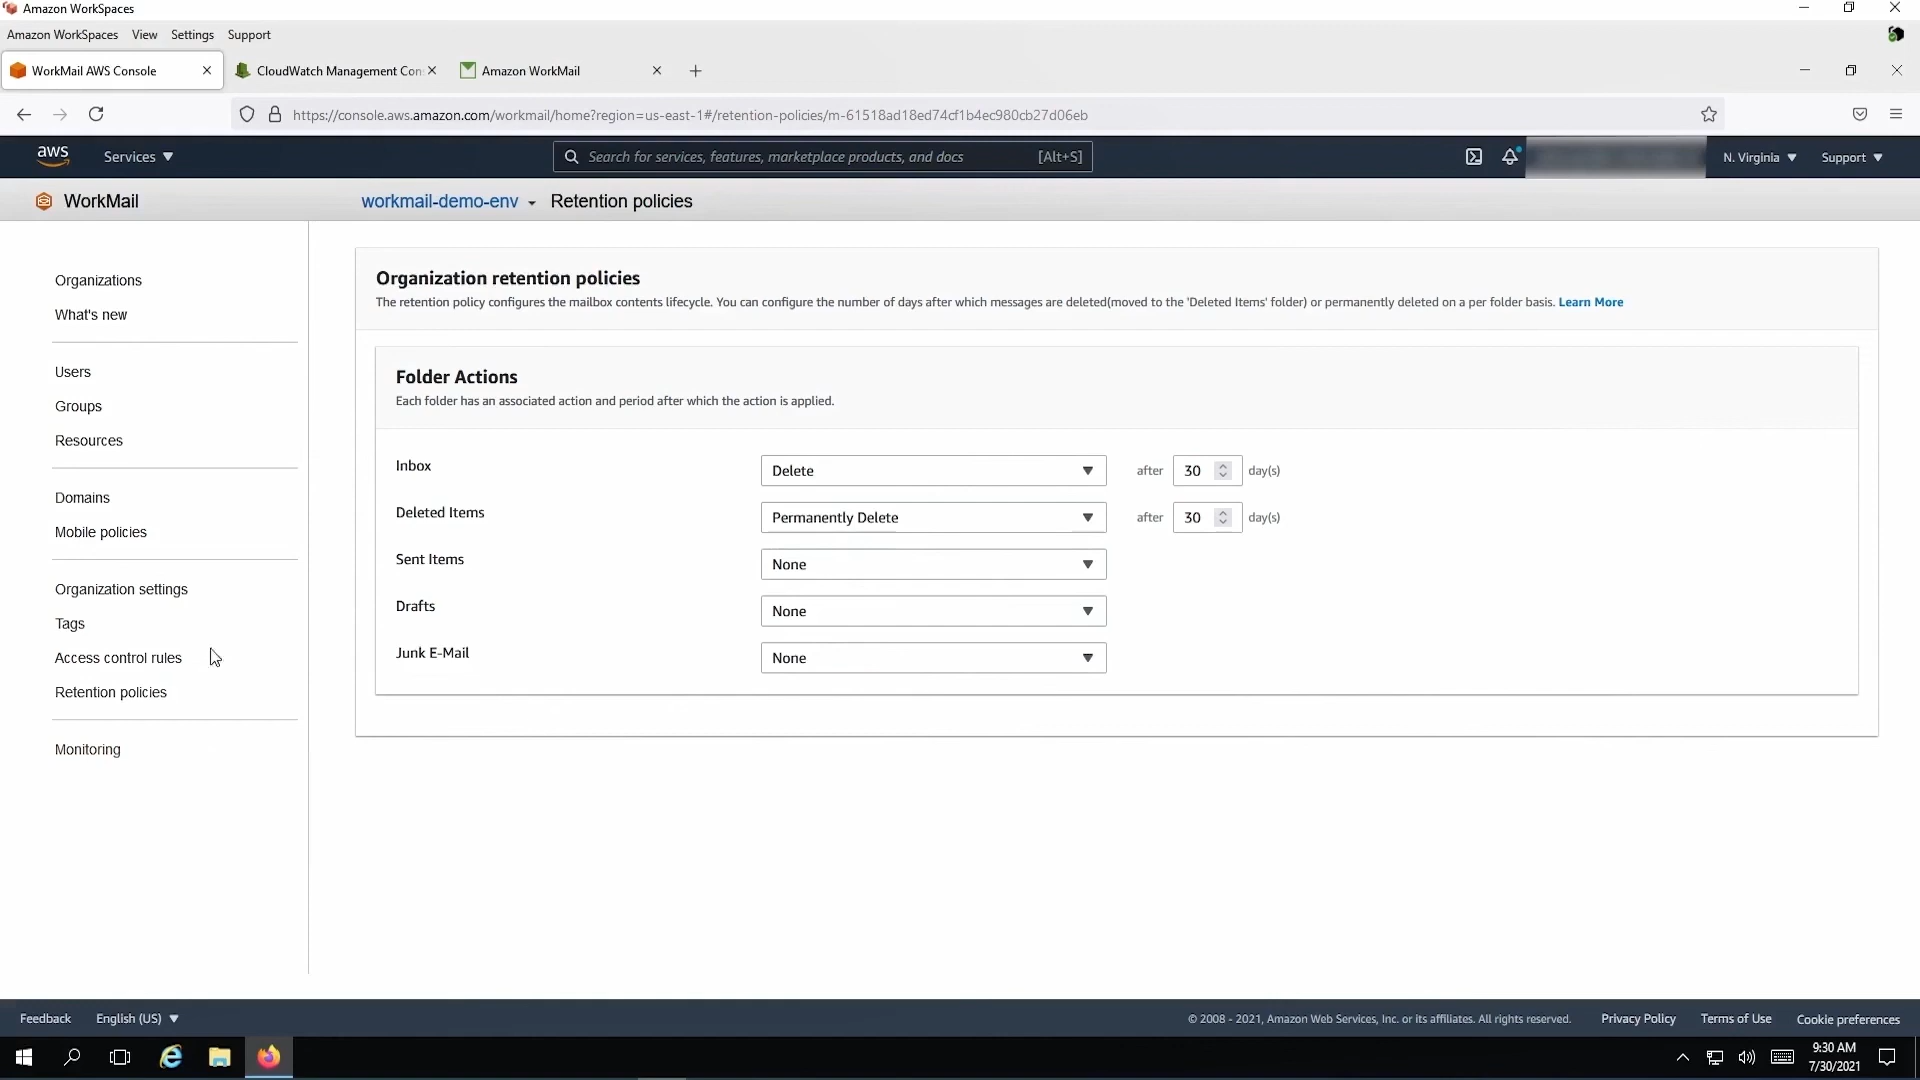 Amazon WorkSpaces
Amazon WorkSpaces View Settings Support
WorkMail AWS Console
CloudWatch Management Con
Amazon WorkMail
https://console.aws.amazon.com/workmail/home?region=us-east-1#/retention-policies/m-61518ad18ed74cf1b4ec980cb27d06eb
aws Services Search for services, features, marketplace products, and docs [Alt+S] N. Virginia Support
WorkMail workmail-demo-env Retention policies
Organizations
What's new
Users
Groups
Resources
Domains
Mobile policies
Organization settings
Tags
Access control rules
Retention policies
Monitoring
Organization retention policies
The retention policy configures the mailbox contents lifecycle. You can configure the number of days after which messages are deleted(moved to the 'Deleted Items' folder) or permanently deleted on a per folder basis. Learn More
Folder Actions
Each folder has an associated action and period after which the action is applied.
Inbox Delete after 30 day(s)
Deleted Items Permanently Delete after 30 day(s)
Sent Items None
Drafts None
Junk E-Mail None
Feedback English (US) © 2008 - 2021, Amazon Web Services, Inc. or its affiliates. All rights reserved. Privacy Policy Terms of Use Cookie preferences
9:30 AM
7/30/2021